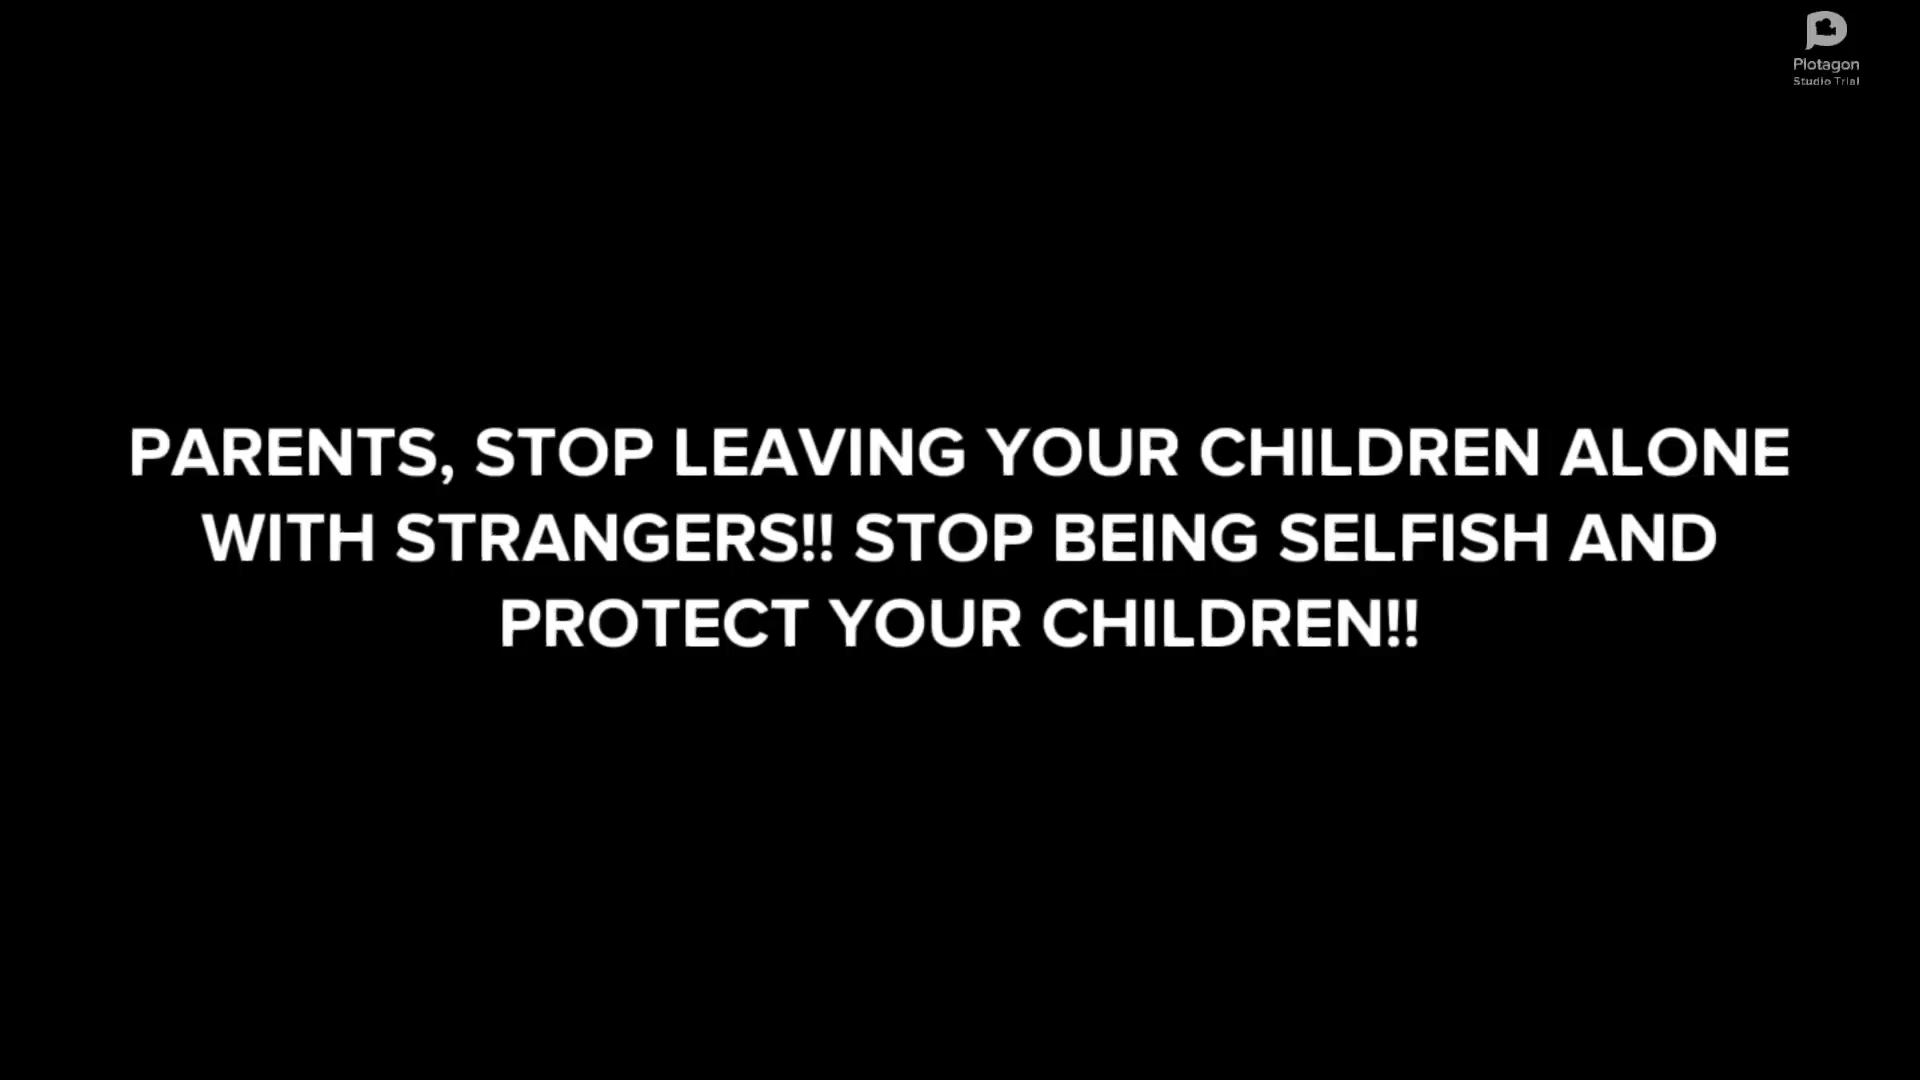 Plotagon
Studio Trial
PARENTS, STOP LEAVING YOUR CHILDREN ALONE
WITH STRANGERS!! STOP BEING SELFISH AND
PROTECT YOUR CHILDREN!!